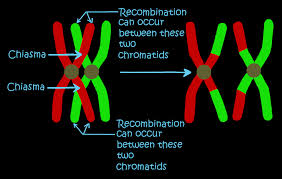 Recombination
can occur
between these
two
chromatids
Chiasma
Chiasma
Recombination
can occur
between these
two
chromatids